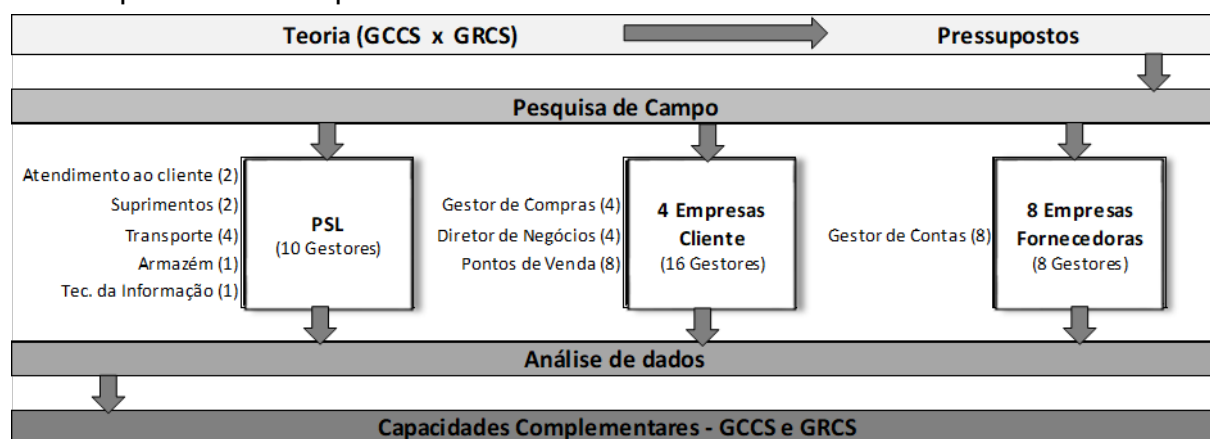 Teoria (GCCS x GRCS)
Pressupostos
Pesquisa de Campo
Atendimento ao cliente (2)
Suprimentos (2)
Transporte (4)
Armazém (1)
Tec. da Informação (1)
PSL
(10 Gestores)
Gestor de Compras (4)
Diretor de Negócios (4)
Pontos de Venda (8)
4 Empresas
Cliente
(16 Gestores)
Gestor de Contas (8)
8 Empresas
Fornecedoras
(8 Gestores)
Análise de dados
Capacidades Complementares - GCCS e GRCS